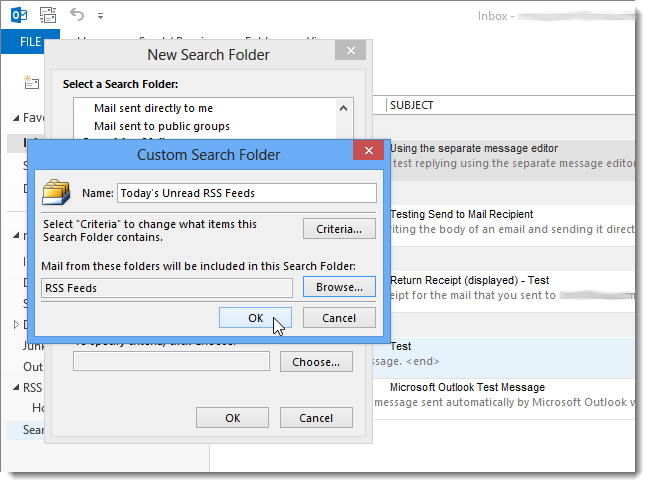 Inbox -
FILE
New Search Folder
Select a Search Folder:
Mail sent directly to me
Mail sent to public groups
SUBJECT
Using the separate message editor
test replying using the separate message editor
Testing Send to Mail Recipient
riting the body of an email and sending it direc
Return Receipt (displayed) - Test
eipt for the mail that you sent to
Test
ssage. <end>
Microsoft Outlook Test Message
message sent automatically by Microsoft Outlook w
Custom Search Folder
Name: Today's Unread RSS Feeds
Select "Criteria" to change what items this
Search Folder contains.
Criteria...
Mail from these folders will be included in this Search Folder:
RSS Feeds
Browse...
OK
Cancel
Choose...
OK
Cancel
Favo
Junk
Out
RSS
Ho
Sear